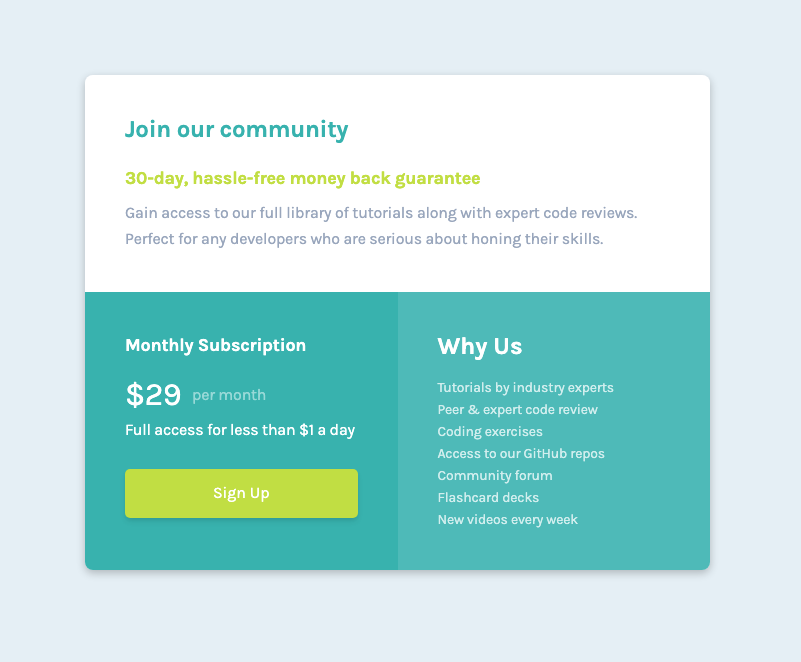 Join our community
30-day, hassle-free money back guarantee
Gain access to our full library of tutorials along with expert code reviews.
Perfect for any developers who are serious about honing their skills.
Monthly Subscription
$29 per month
Full access for less than $1 a day
Sign Up
Why Us
Tutorials by industry experts
Peer & expert code review
Coding exercises
Access to our GitHub repos
Community forum
Flashcard decks
New videos every week